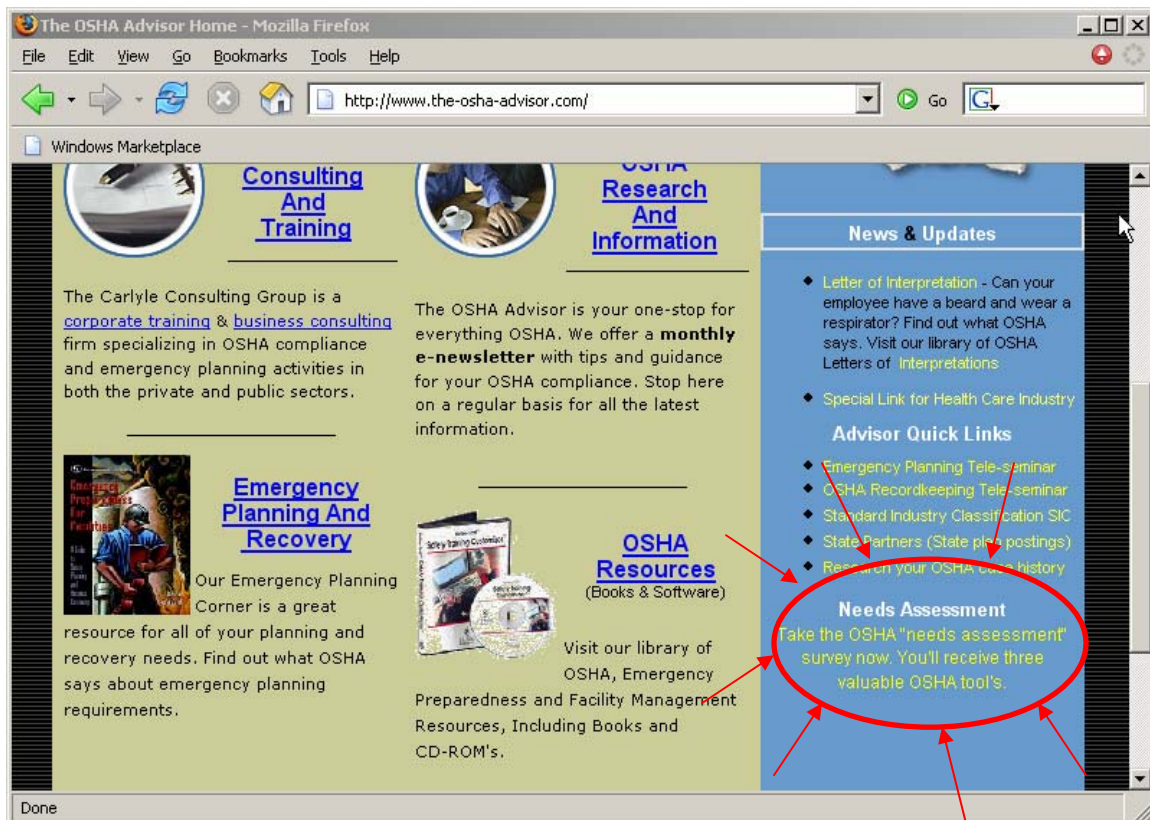 The OSHA Advisor Home - Mozilla Firefox
File Edit View Go Bookmarks Tools Help
http://www.the-osha-advisor.com/
Go
G
Windows Marketplace
Consulting
And
Training
The Carlyle Consulting Group is a
corporate training & business consulting
firm specializing in OSHA compliance
and emergency planning activities in
both the private and public sectors.
Emergency
Planning And
Recovery
Emergency
Preparedness
For
Facilities
Our Emergency Planning
Corner is a great
resource for all of your planning and
recovery needs. Find out what OSHA
says about emergency planning
requirements.
OSHA
Research
And
Information
The OSHA Advisor is your one-stop for
everything OSHA. We offer a monthly
e-newsletter with tips and guidance
for your OSHA compliance. Stop here
on a regular basis for all the latest
information.
OSHA
Resources
(Books & Software)
Visit our library of
OSHA, Emergency
Preparedness and Facility Management
Resources, Including Books and
CD-ROM's.
News & Updates
Letter of Interpretation - Can your
employee have a beard and wear a
respirator? Find out what OSHA
says. Visit our library of OSHA
Letters of Interpretations
Special Link for Health Care Industry
Advisor Quick Links
Emergency Planning Tele-seminar
OSHA Recordkeeping Tele-seminar
Standard Industry Classification SIC
State Partners (State plan postings)
Research your OSHA case history
Needs Assessment
Take the OSHA "needs assessment"
survey now. You'll receive three
valuable OSHA tool's.
Done